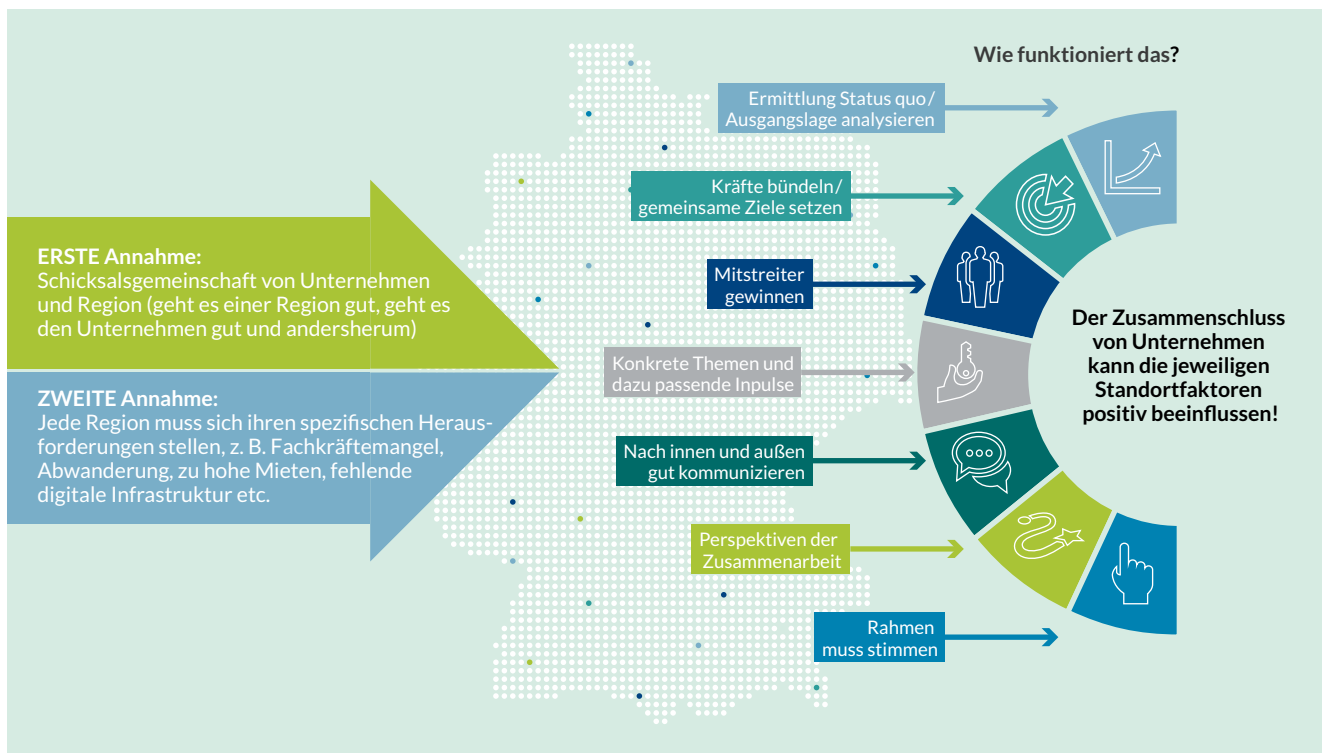 Wie funktioniert das?
Ermittlung Status quo/
Ausgangslage analysieren
Kräfte bündeln/
gemeinsame Ziele setzen
Mitstreiter
gewinnen
Konkrete Themen und
dazu passende Inpulse
Nach innen und außen
gut kommunizieren
Perspektiven der
Zusammenarbeit
Rahmen
muss stimmen
ERSTE Annahme:
Schicksalsgemeinschaft von Unternehmen
und Region (geht es einer Region gut, geht es
den Unternehmen gut und andersherum)
ZWEITE Annahme:
Jede Region muss sich ihren spezifischen Heraus-
forderungen stellen, z. B. Fachkräftemangel,
Abwanderung, zu hohe Mieten, fehlende
digitale Infrastruktur etc.
Der Zusammenschluss
von Unternehmen
kann die jeweiligen
Standortfaktoren
positiv beeinflussen!